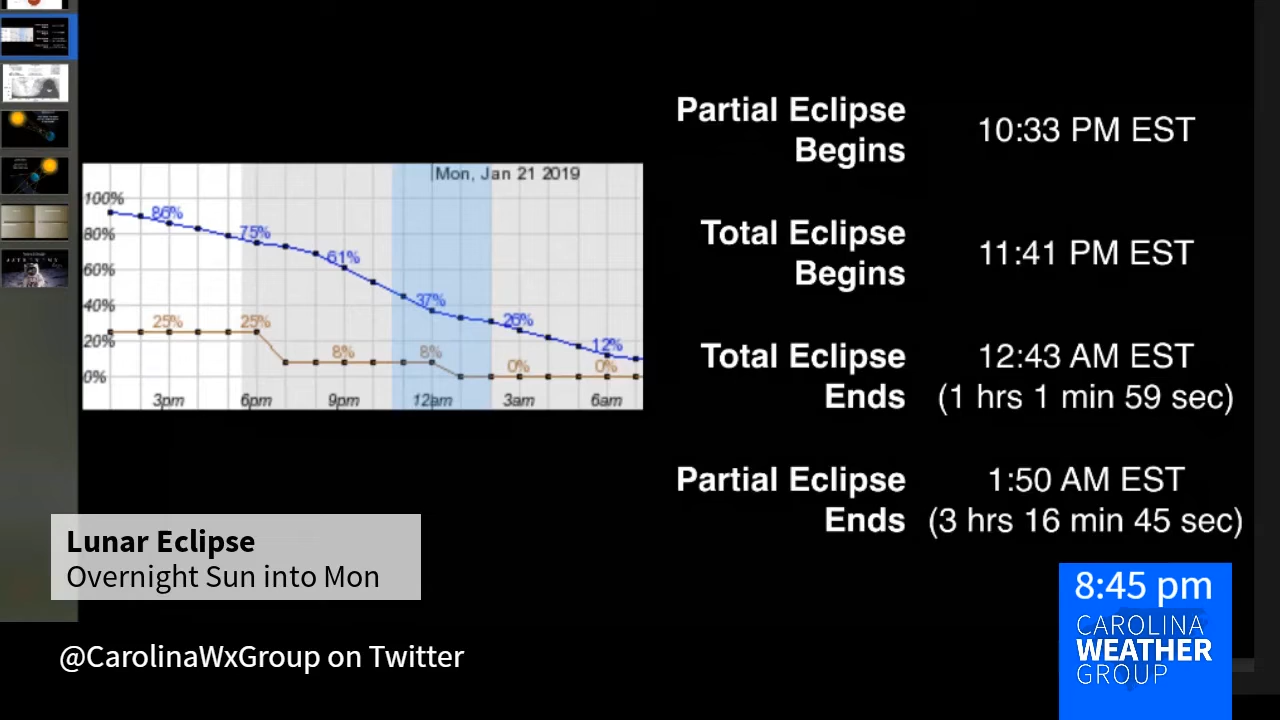 Mon, Jan 21 2019
100%
80%
60%
40%
20%
0%
86%
75%
61%
37%
26%
12%
25%
25%
8%
8%
0%
0%
3pm
6pm
9pm
12am
3am
6am
Partial Eclipse
Begins
10:33 PM EST
Total Eclipse
Begins
11:41 PM EST
Total Eclipse
Ends
12:43 AM EST
(1 hrs 1 min 59 sec)
Partial Eclipse
Ends
1:50 AM EST
(3 hrs 16 min 45 sec)
Lunar Eclipse
Overnight Sun into Mon
@CarolinaWxGroup on Twitter
8:45 pm
CAROLINA
WEATHER
GROUP